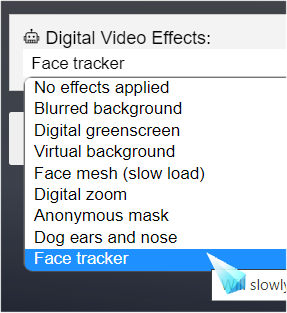 Digital Video Effects:
Face tracker
No effects applied
Blurred background
Digital greenscreen
Virtual background
Face mesh (slow load)
Digital zoom
Anonymous mask
Dog ears and nose
Face tracker
Will slowly